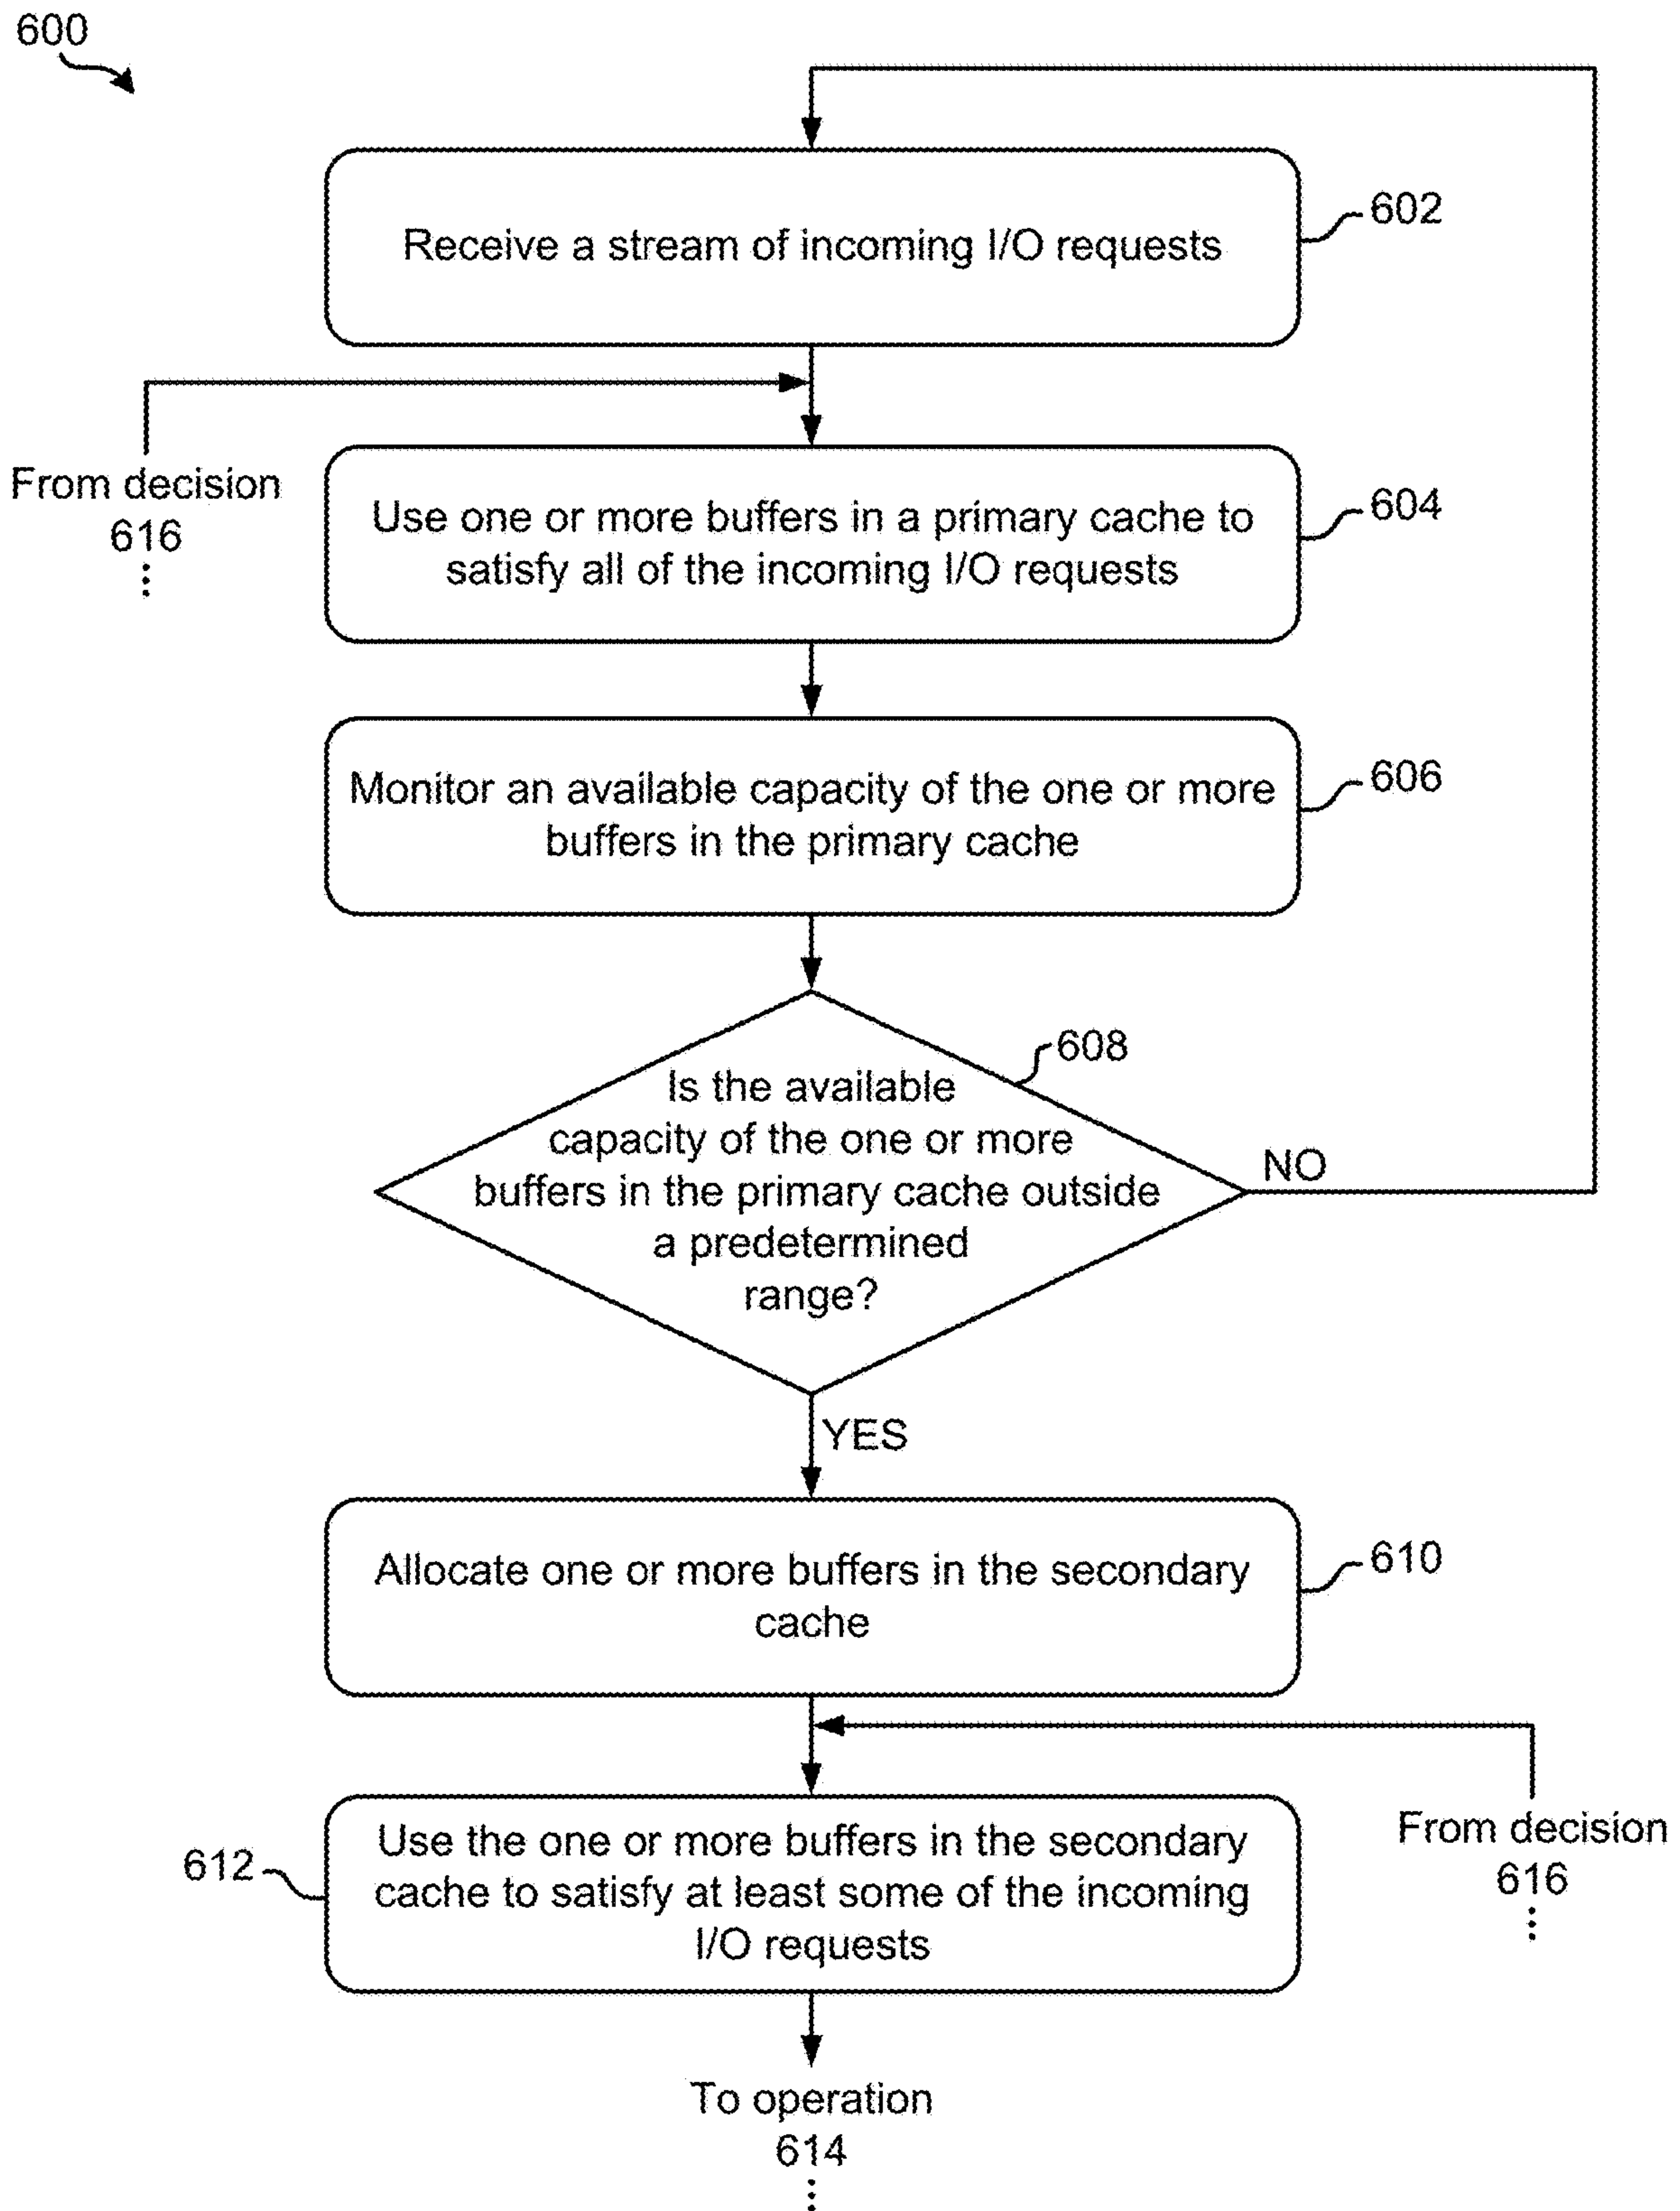 600
Receive a stream of incoming I/O requests
602
From decision
616
Use one or more buffers in a primary cache to
satisfy all of the incoming I/O requests
604
Monitor an available capacity of the one or more
buffers in the primary cache
606
608
Is the available
capacity of the one or more
buffers in the primary cache outside
a predetermined
range?
NO
YES
Allocate one or more buffers in the secondary
cache
610
612
Use the one or more buffers in the secondary
cache to satisfy at least some of the incoming
I/O requests
From decision
616
To operation
614